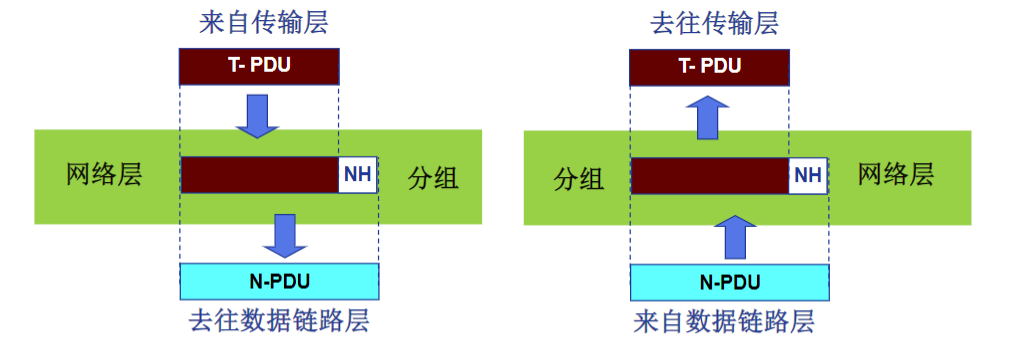 来自传输层
T- PDU
网络层
NH
分组
N-PDU
去往数据链路层
去往传输层
T- PDU
分组
NH
网络层
N-PDU
来自数据链路层